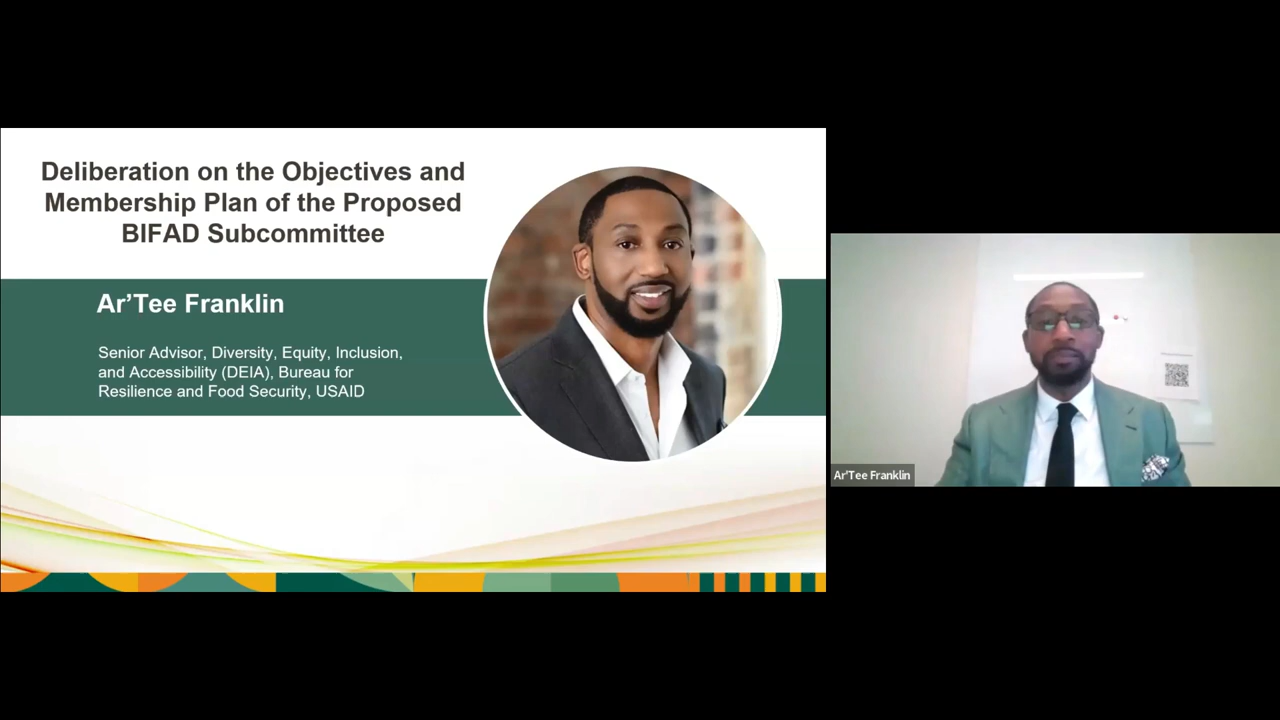 Deliberation on the Objectives and
Membership Plan of the Proposed
BIFAD Subcommittee
Ar’Tee Franklin
Senior Advisor, Diversity, Equity, Inclusion,
and Accessibility (DEIA), Bureau for
Resilience and Food Security, USAID
Ar'Tee Franklin